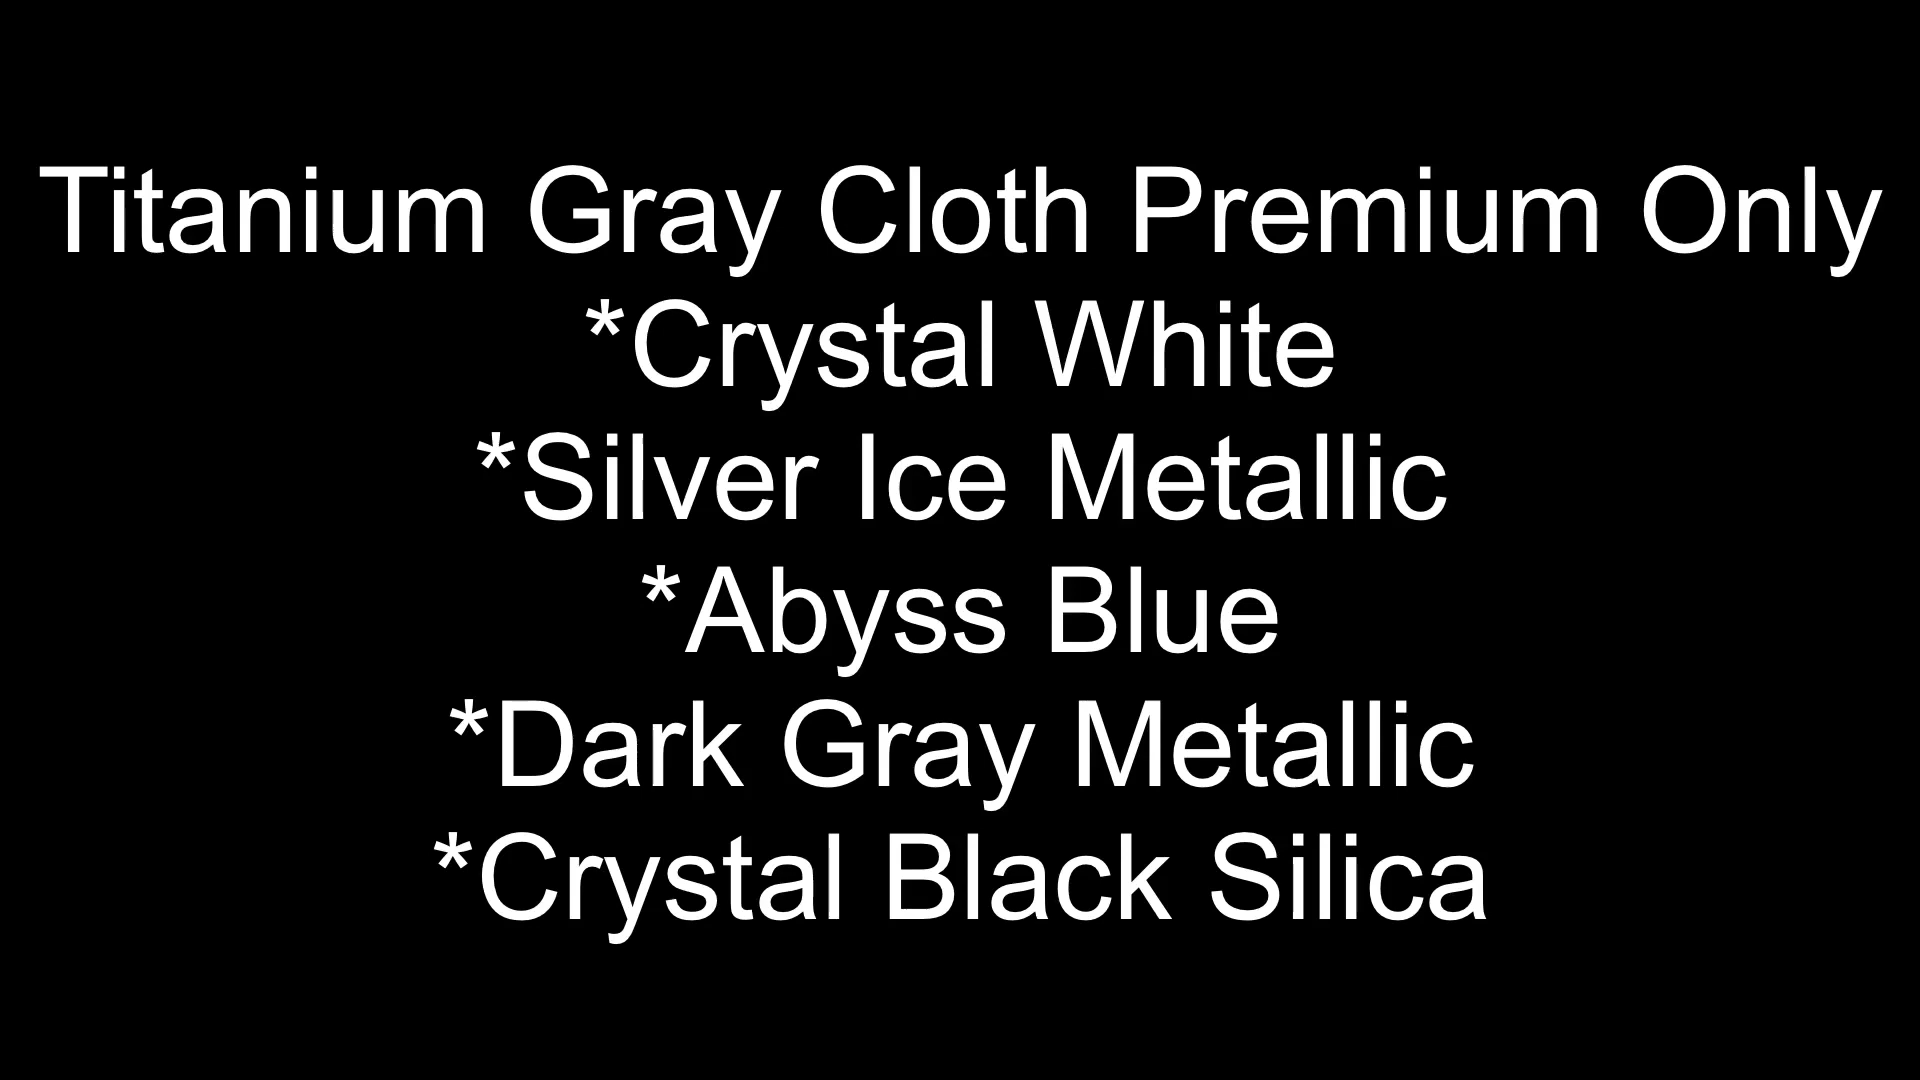 Titanium Gray Cloth Premium Only
*Crystal White
*Silver Ice Metallic
*Abyss Blue
*Dark Gray Metallic
*Crystal Black Silica